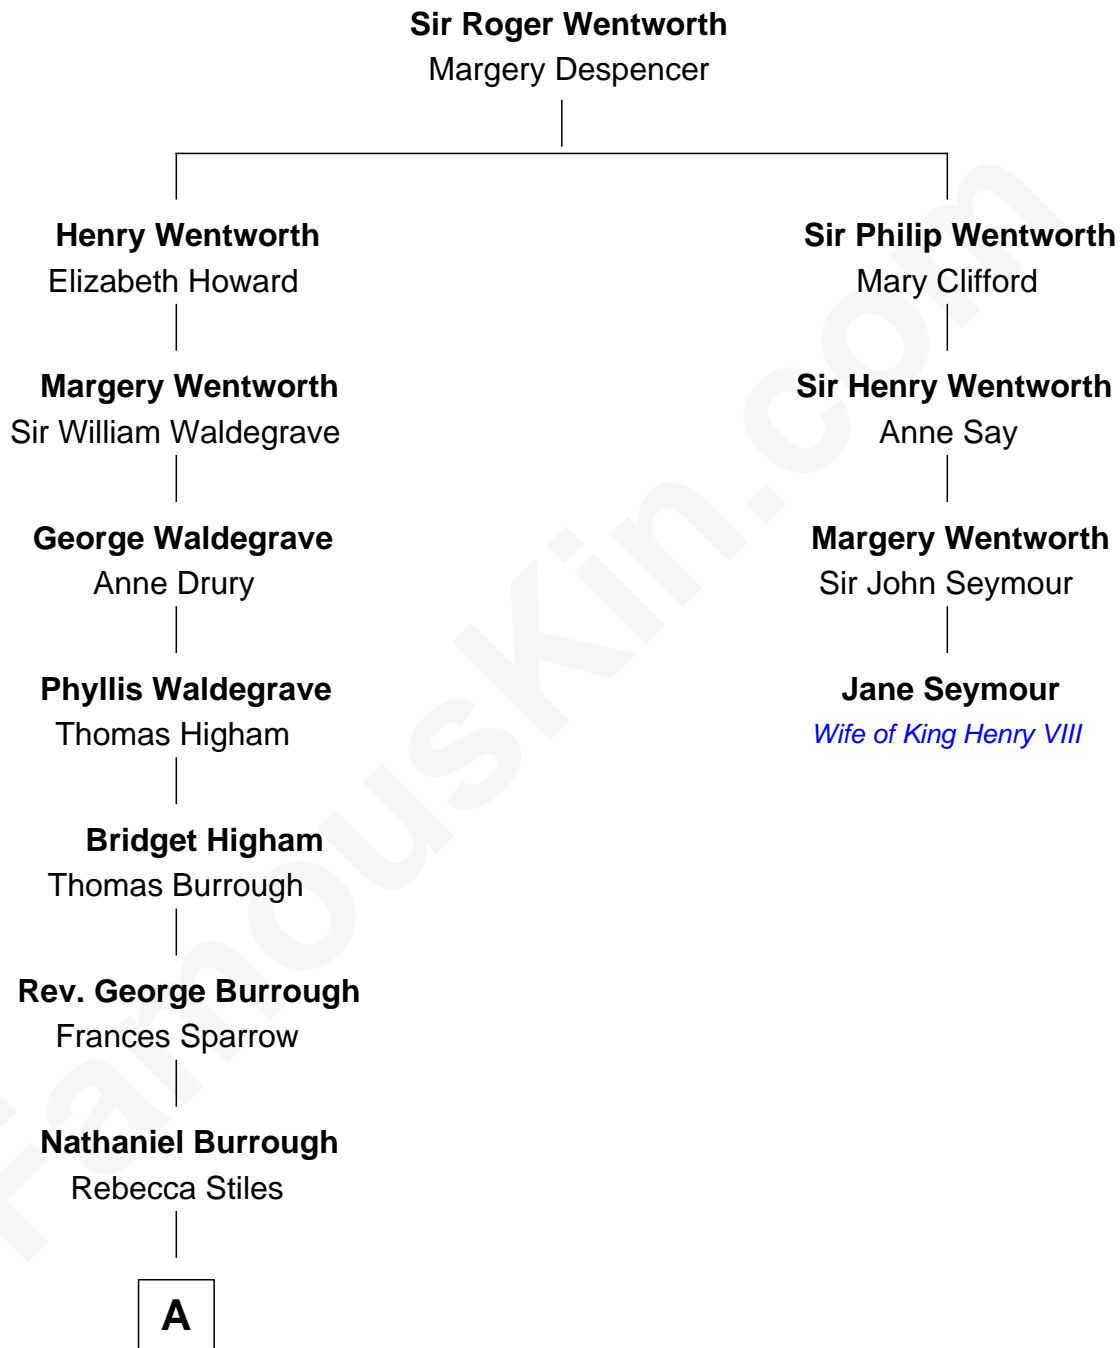 Sir Roger Wentworth
Margery Despencer
Henry Wentworth
Elizabeth Howard
Sir Philip Wentworth
Mary Clifford
Margery Wentworth
Sir William Waldegrave
Sir Henry Wentworth
Anne Say
George Waldegrave
Anne Drury
Margery Wentworth
Sir John Seymour
Phyllis Waldegrave
Thomas Higham
Jane Seymour
Wife of King Henry VIII
Bridget Higham
Thomas Burrough
Rev. George Burrough
Frances Sparrow
Nathaniel Burrough
Rebecca Stiles
A
FamousKin.com